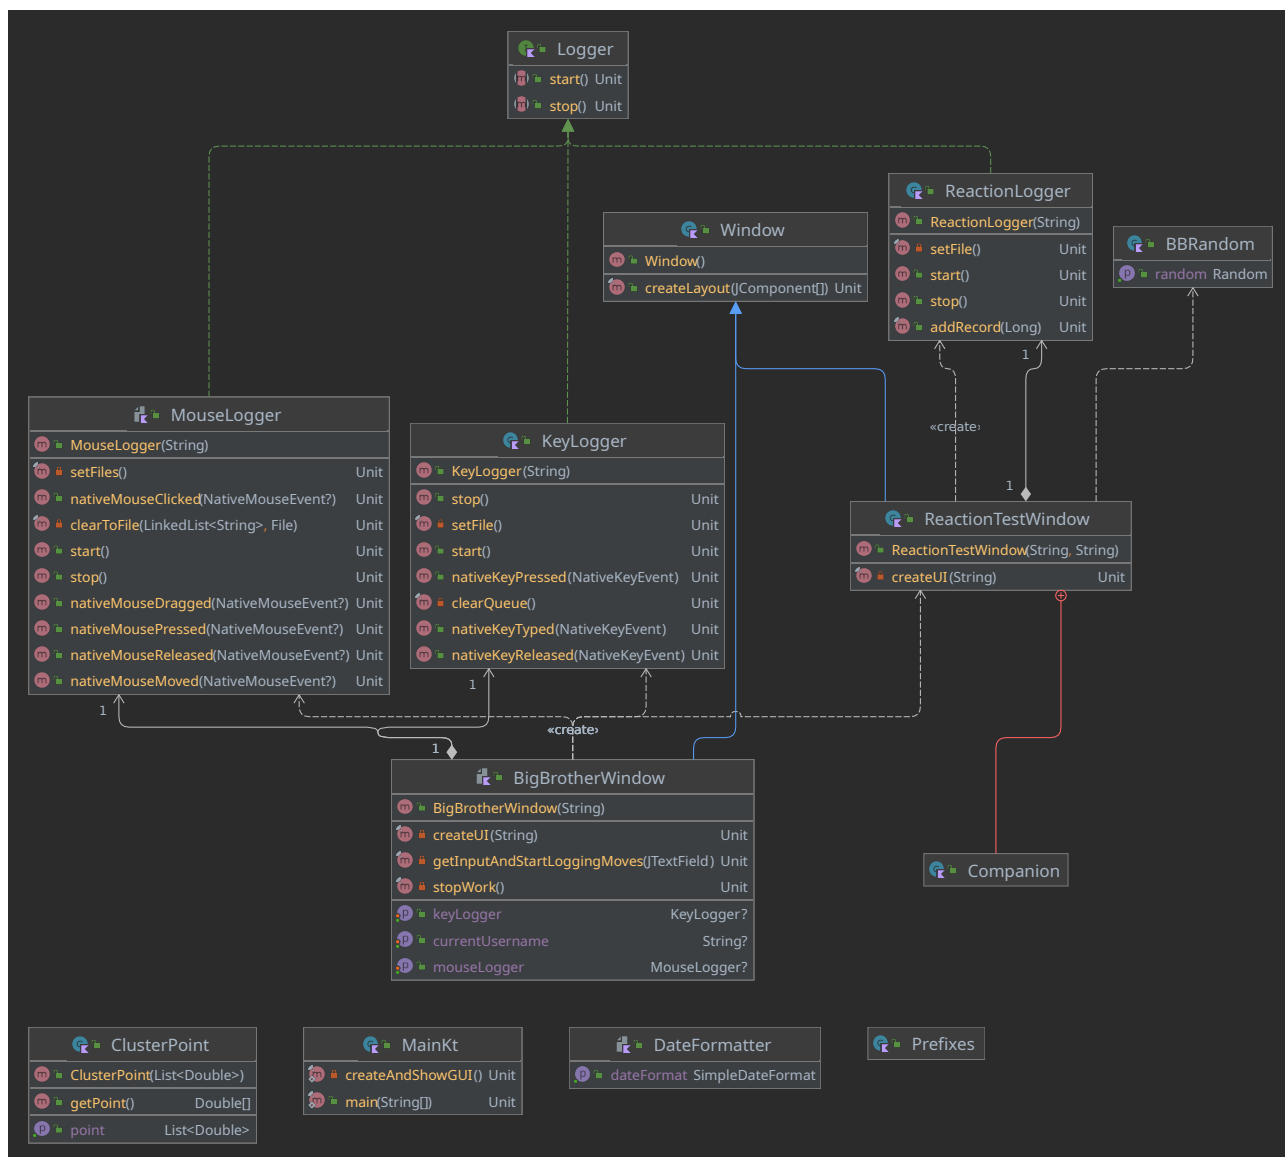 Logger
start() Unit
stop() Unit
ReactionLogger
ReactionLogger(String)
setFile() Unit
start() Unit
stop() Unit
addRecord(Long) Unit
Window
Window()
createLayout(JComponent[]) Unit
BBRandom
random Random
1
«create›
1
MouseLogger
MouseLogger(String)
setFiles() Unit
nativeMouseClicked(NativeMouseEvent?) Unit
clearToFile(LinkedList<String>, File) Unit
start() Unit
stop() Unit
nativeMouseDragged(NativeMouseEvent?) Unit
nativeMousePressed(NativeMouseEvent?) Unit
nativeMouseReleased(NativeMouseEvent?) Unit
nativeMouseMoved(NativeMouseEvent?) Unit
KeyLogger
KeyLogger(String)
stop() Unit
setFile() Unit
start() Unit
nativeKeyPressed(NativeKeyEvent) Unit
clearQueue() Unit
nativeKeyTyped(NativeKeyEvent) Unit
nativeKeyReleased(NativeKeyEvent) Unit
ReactionTestWindow
ReactionTestWindow(String, String)
createUI(String) Unit
1
1
1
«create›
BigBrotherWindow
BigBrotherWindow(String)
createUI(String) Unit
getInputAndStartLoggingMoves(JTextField) Unit
stopWork() Unit
keyLogger KeyLogger?
currentUsername String?
mouseLogger MouseLogger?
Companion
ClusterPoint
ClusterPoint(List<Double>)
getPoint() Double[]
point List<Double>
MainKt
createAndShowGUI() Unit
main(String[]) Unit
DateFormatter
dateFormat SimpleDateFormat
Prefixes